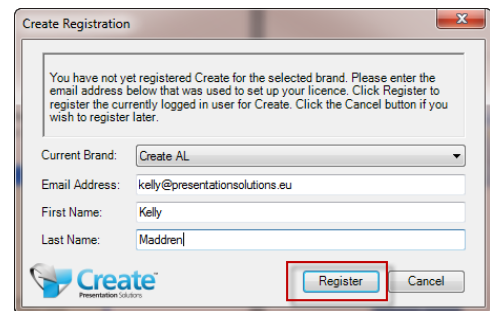 Create Registration
You have not yet registered Create for the selected brand. Please enter the
email address below that was used to set up your licence. Click Register to
register the currently logged in user for Create. Click the Cancel button if you
wish to register later.
Current Brand: Create AL
Email Address: kelly@presentationsolutions.eu
First Name: Kelly
Last Name: Maddren
Create™
Presentation Solutions
Register Cancel